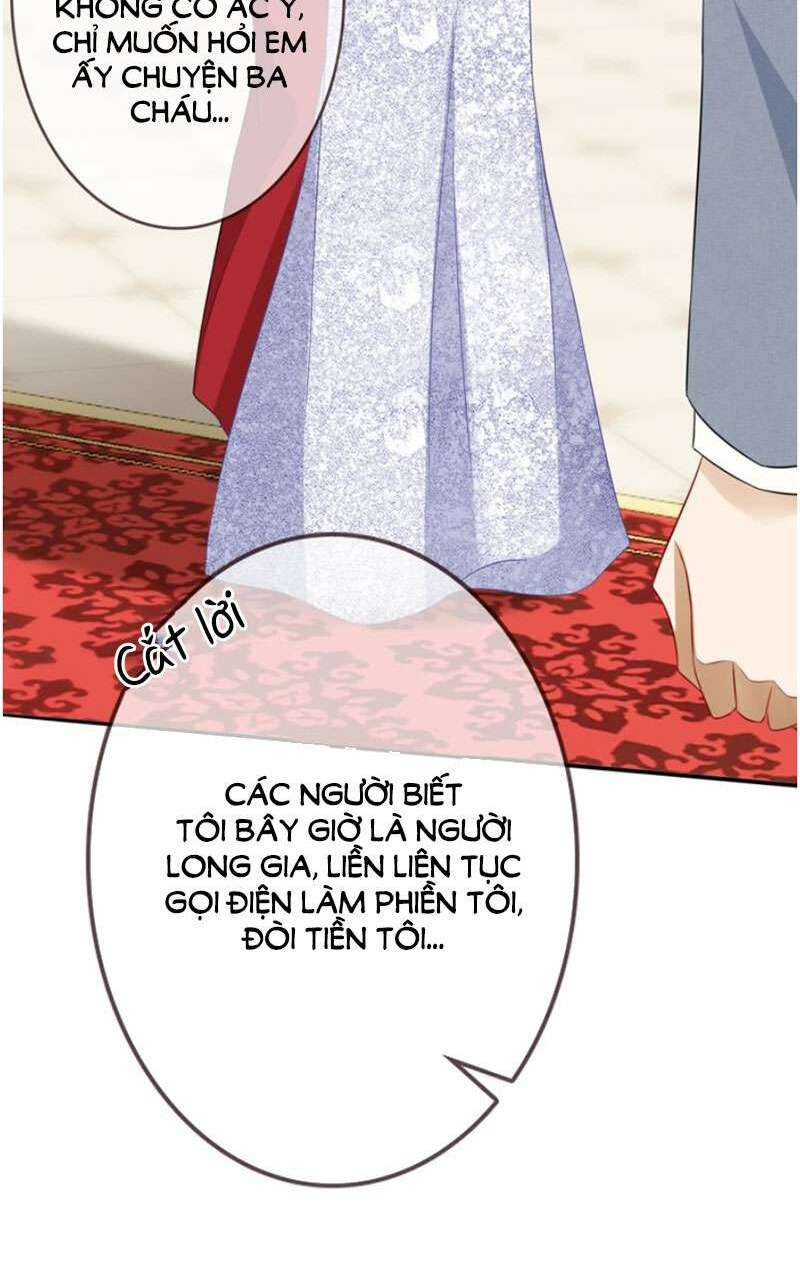 KHÔNG CÓ ÁC Ý,
CHỈ MUỐN HỎI EM
ẤY CHUYỆN BA
CHÁU...
Cắt lời
CÁC NGƯỜI BIẾT
TÔI BÂY GIỜ LÀ NGƯỜI
LONG GIA, LIỀN LIÊN TỤC
GỌI ĐIỆN LÀM PHIỀN TÔI,
ĐÒI TIỀN TÔI...